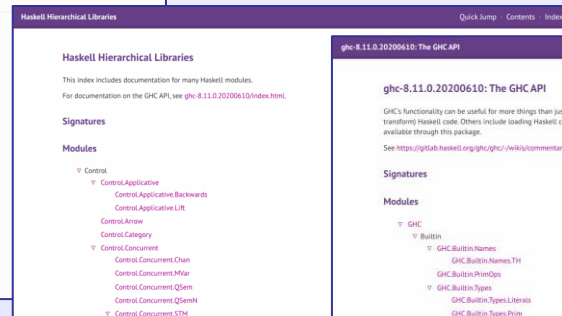 Haskell Hierarchical Libraries
Quick Jump · Contents · Index
Haskell Hierarchical Libraries
This index includes documentation for many Haskell modules.
For documentation on the GHC API, see ghc-8.11.0.20200610/index.html.
Signatures
Modules
Control
Control.Applicative
Control.Applicative.Backwards
Control.Applicative.Lift
Control.Arrow
Control.Category
Control.Concurrent
Control.Concurrent.Chan
Control.Concurrent.MVar
Control.Concurrent.QSem
Control.Concurrent.QSemN
Control.Concurrent.STM
ghc-8.11.0.20200610: The GHC API
ghc-8.11.0.20200610: The GHC API
GHC's functionality can be useful for more things than
transform) Haskell code. Others include loading Haskell
available through this package.
See https://gitlab.haskell.org/ghc/ghc/-/wikis/commentar
Signatures
Modules
GHC
Builtin
GHC.Builtin.Names
GHC.Builtin.Names.TH
GHC.Builtin.PrimOps
GHC.Builtin.Types
GHC.Builtin.Types.Literals
GHC.Builtin.Types.Prim